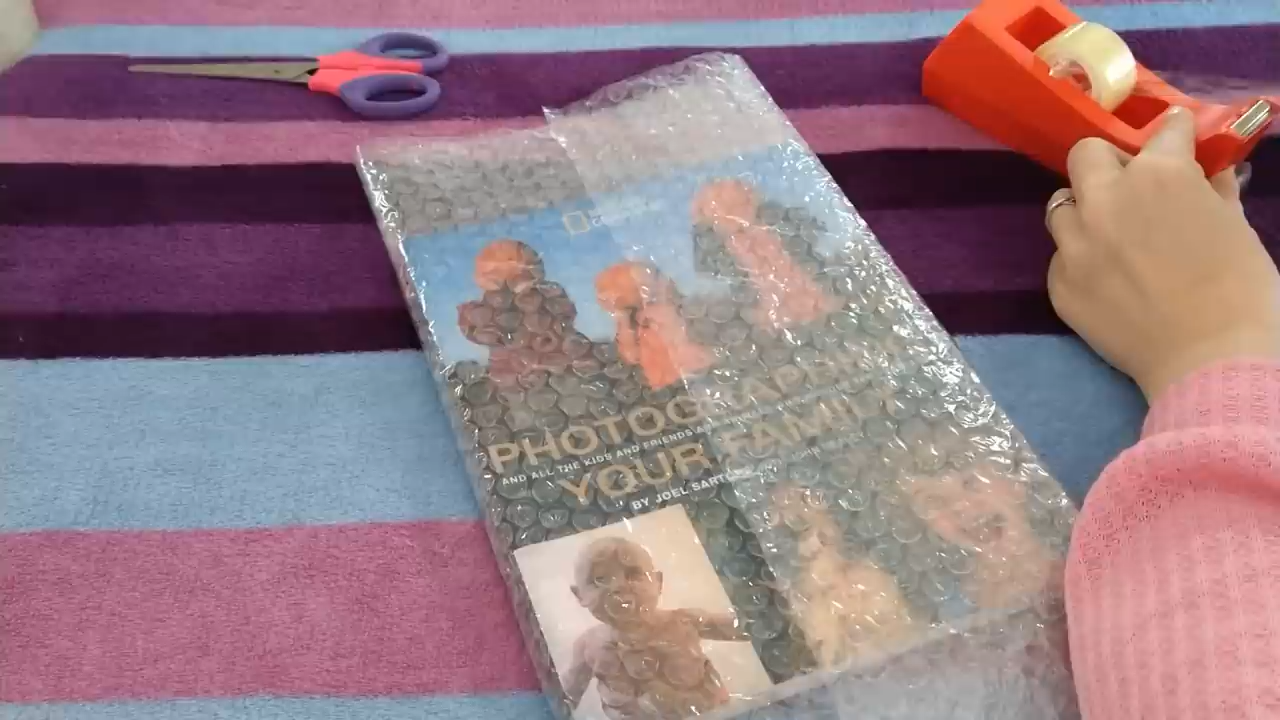 PHOTOGRAPHING
AND ALL THE KIDS AND FRIENDS
YOUR FAMILY
BY JOEL SARTORE